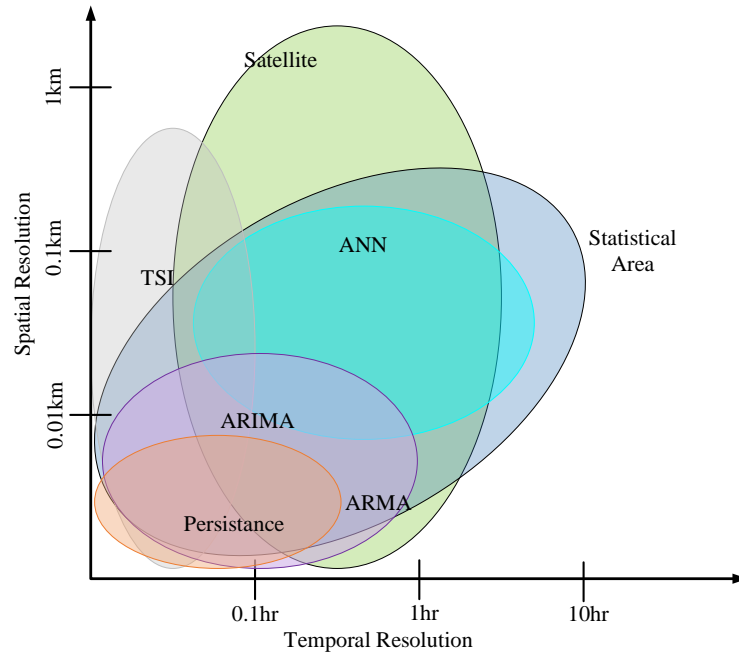 Satellite
1km
ANN
Statistical
Area
0.1km
TSI
Spatial Resolution
0.01km
ARIMA
ARMA
Persistance
0.1hr
1hr
10hr
Temporal Resolution